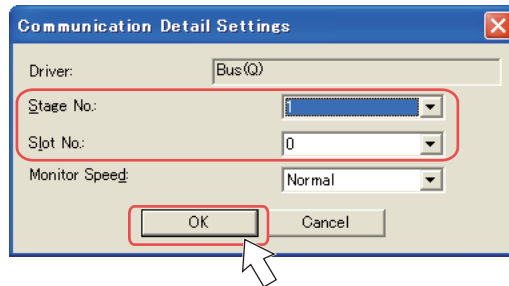 Communication Detail Settings
Driver: Bus(Q)
Stage No.: 1
Slot No.: 0
Monitor Speed: Normal
OK Cancel